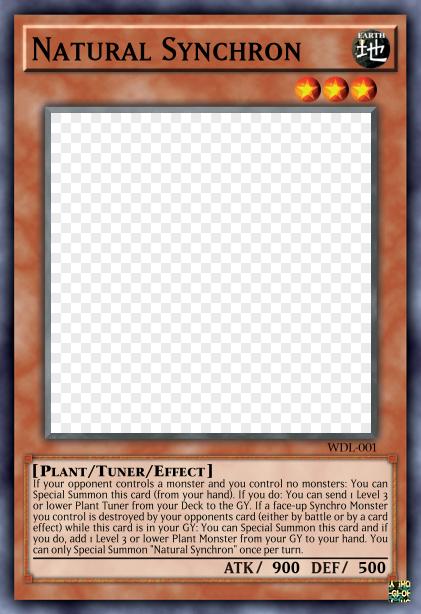 NATURAL SYNCHRON
EARTH
地
WDL-001
[PLANT/TUNER/EFFECT]
If your opponent controls a monster and you control no monsters: You can
Special Summon this card (from your hand). If you do: You can send 1 Level 3
or lower Plant Tuner from your Deck to the GY. If a face-up Synchro Monster
you control is destroyed by your opponents card (either by battle or by a card
effect) while this card is in your GY: You can Special Summon this card and if
you do, add 1 Level 3 or lower Plant Monster from your GY to your hand. You
can only Special Summon "Natural Synchron" once per turn.
ATK/ 900 DEF/ 500